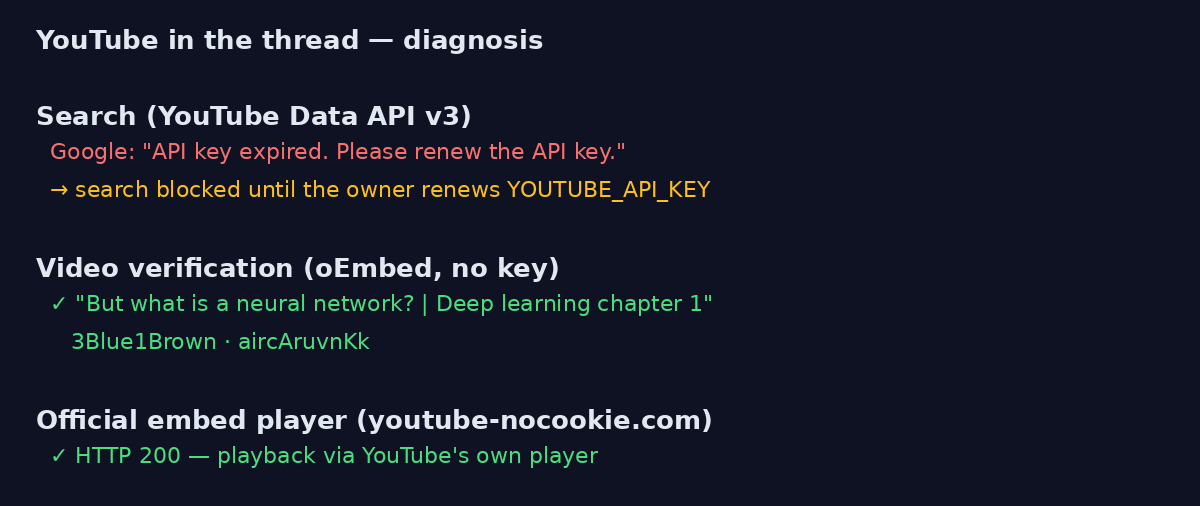 YouTube in the thread — diagnosis
Search (YouTube Data API v3)
Google: "API key expired. Please renew the API key."
→ search blocked until the owner renews YOUTUBE_API_KEY
Video verification (oEmbed, no key)
✓ "But what is a neural network? | Deep learning chapter 1"
3Blue1Brown · aircAruvnKk
Official embed player (youtube-nocookie.com)
✓ HTTP 200 — playback via YouTube's own player